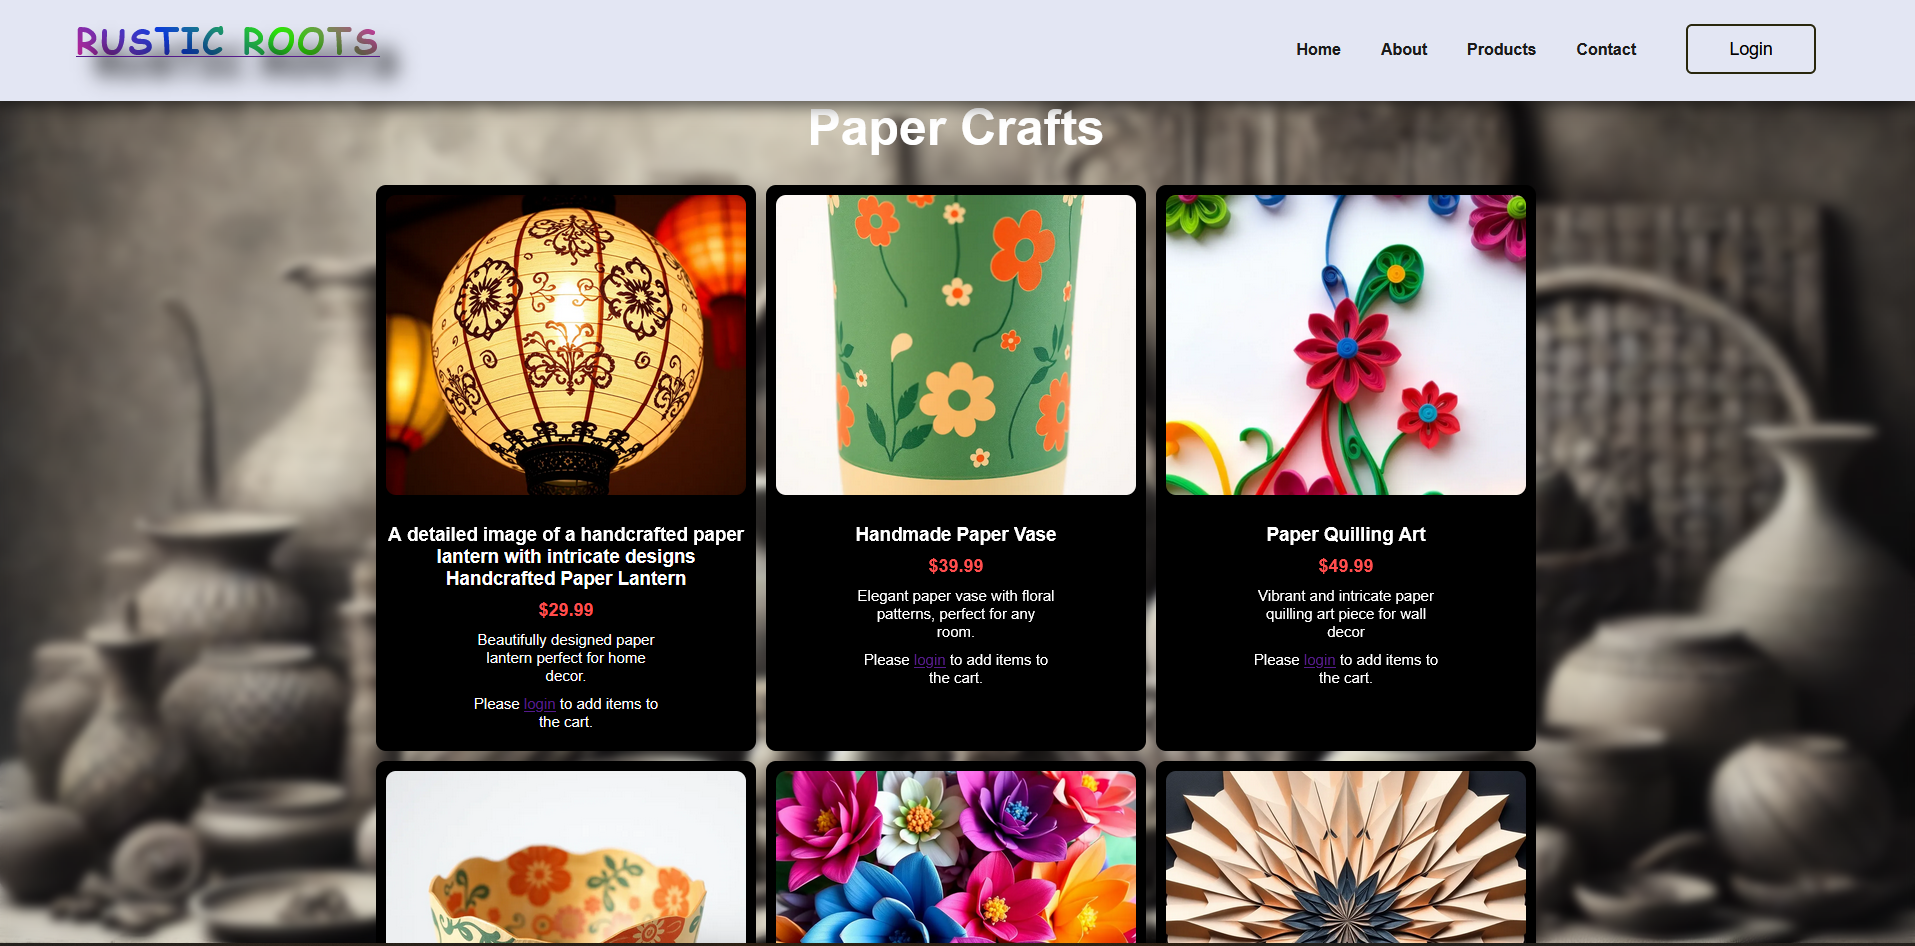 RUSTIC ROOTS
Home
About
Products
Contact
Login
Paper Crafts
A detailed image of a handcrafted paper
lantern with intricate designs
Handcrafted Paper Lantern
$29.99
Beautifully designed paper
lantern perfect for home
decor.
Please login to add items to
the cart.
Handmade Paper Vase
$39.99
Elegant paper vase with floral
patterns, perfect for any
room.
Please login to add items to
the cart.
Paper Quilling Art
$49.99
Vibrant and intricate paper
quilling art piece for wall
decor
Please login to add items to
the cart.